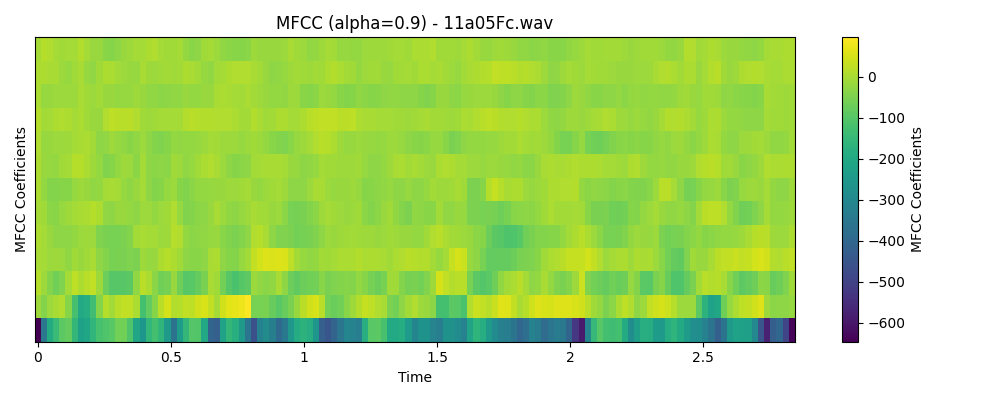 MFCC (alpha=0.9) - 11a05Fc.wav
MFCC Coefficients
0
−100
−200
−300
−400
−500
−600
MFCC Coefficients
0 0.5 1 1.5 2 2.5
Time